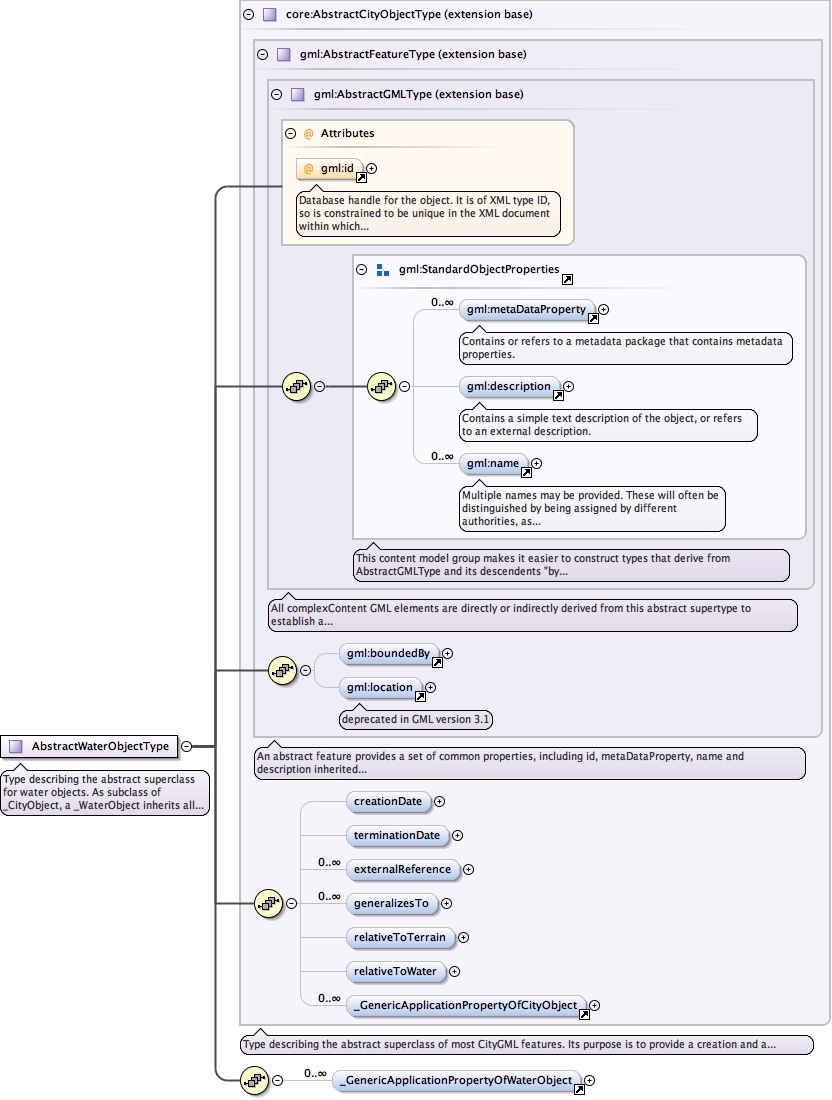 core:AbstractCityObjectType (extension base)
gml:AbstractFeatureType (extension base)
gml:AbstractGMLType (extension base)
@ Attributes
@ gml:id
Database handle for the object. It is of XML type ID,
so is constrained to be unique in the XML document
within which...
gml:StandardObjectProperties
0..∞
gml:metaDataProperty
Contains or refers to a metadata package that contains metadata
properties.
gml:description
Contains a simple text description of the object, or refers
to an external description.
0..∞
gml:name
Multiple names may be provided. These will often be
distinguished by being assigned by different
authorities, as...
This content model group makes it easier to construct types that derive from
AbstractGMLType and its descendents "by...
All complexContent GML elements are directly or indirectly derived from this abstract supertype to
establish a...
gml:boundedBy
gml:location
deprecated in GML version 3.1
AbstractWaterObjectType
Type describing the abstract superclass
for water objects. As subclass of
_CityObject, a _WaterObject inherits all...
An abstract feature provides a set of common properties, including id, metaDataProperty, name and
description inherited...
creationDate
terminationDate
0..∞
externalReference
0..∞
generalizesTo
relativeToTerrain
relativeToWater
0..∞
_GenericApplicationPropertyOfCityObject
Type describing the abstract superclass of most CityGML features. Its purpose is to provide a creation and a...
0..∞
_GenericApplicationPropertyOfWaterObject